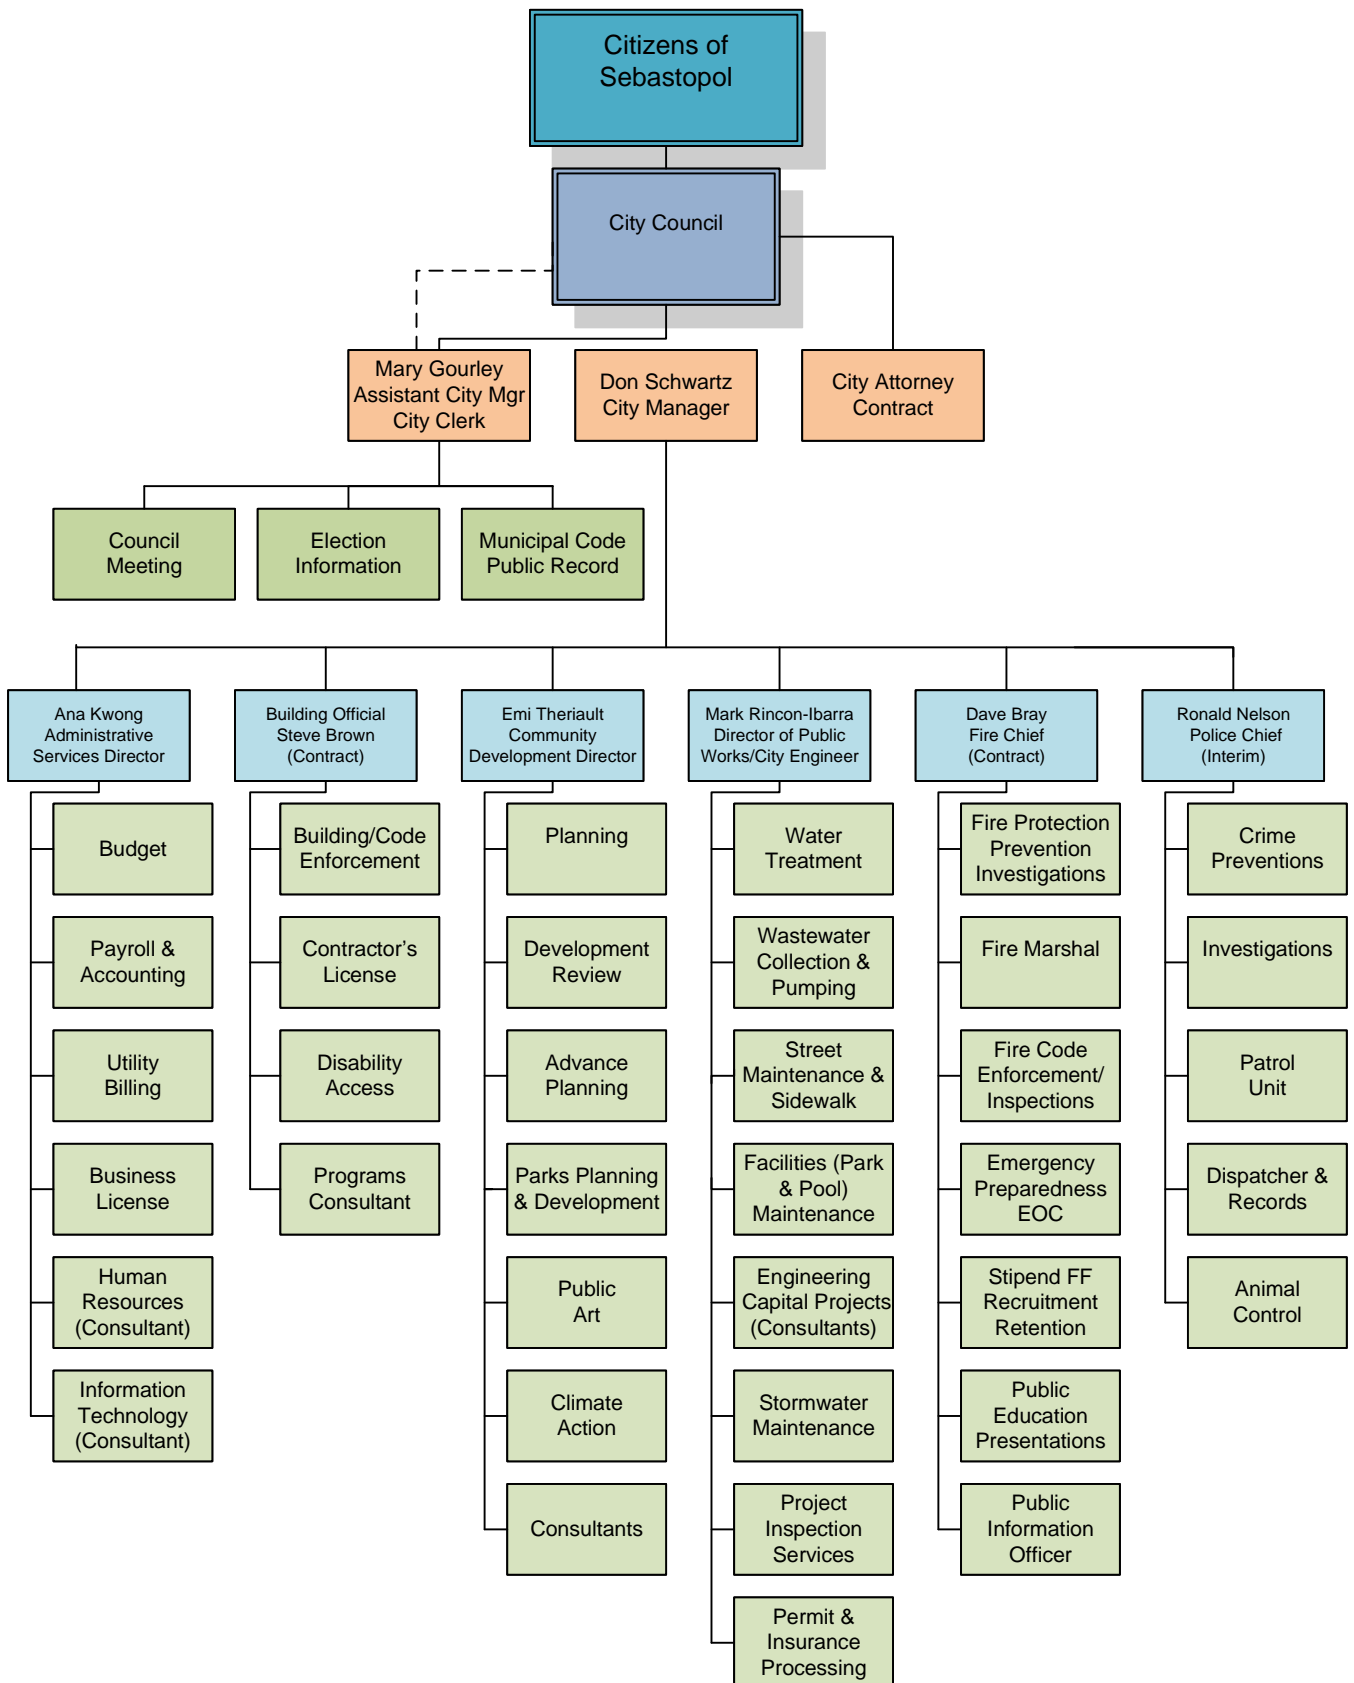 Citizens of
Sebastopol
City Council
Mary Gourley
Assistant City Mgr
City Clerk
Don Schwartz
City Manager
City Attorney
Contract
Council
Meeting
Election
Information
Municipal Code
Public Record
Ana Kwong
Administrative
Services Director
Building Official
Steve Brown
(Contract)
Emi Theriault
Community
Development Director
Mark Rincon-Ibarra
Director of Public
Works/City Engineer
Dave Bray
Fire Chief
(Contract)
Ronald Nelson
Police Chief
(Interim)
Budget
Payroll &
Accounting
Utility
Billing
Business
License
Human
Resources
(Consultant)
Information
Technology
(Consultant)
Building/Code
Enforcement
Contractor’s
License
Disability
Access
Programs
Consultant
Planning
Development
Review
Advance
Planning
Parks Planning
& Development
Public
Art
Climate
Action
Consultants
Water
Treatment
Wastewater
Collection &
Pumping
Street
Maintenance &
Sidewalk
Facilities (Park
& Pool)
Maintenance
Engineering
Capital Projects
(Consultants)
Stormwater
Maintenance
Project
Inspection
Services
Permit &
Insurance
Processing
Fire Protection
Prevention
Investigations
Fire Marshal
Fire Code
Enforcement/
Inspections
Emergency
Preparedness
EOC
Stipend FF
Recruitment
Retention
Public
Education
Presentations
Public
Information
Officer
Crime
Preventions
Investigations
Patrol
Unit
Dispatcher &
Records
Animal
Control